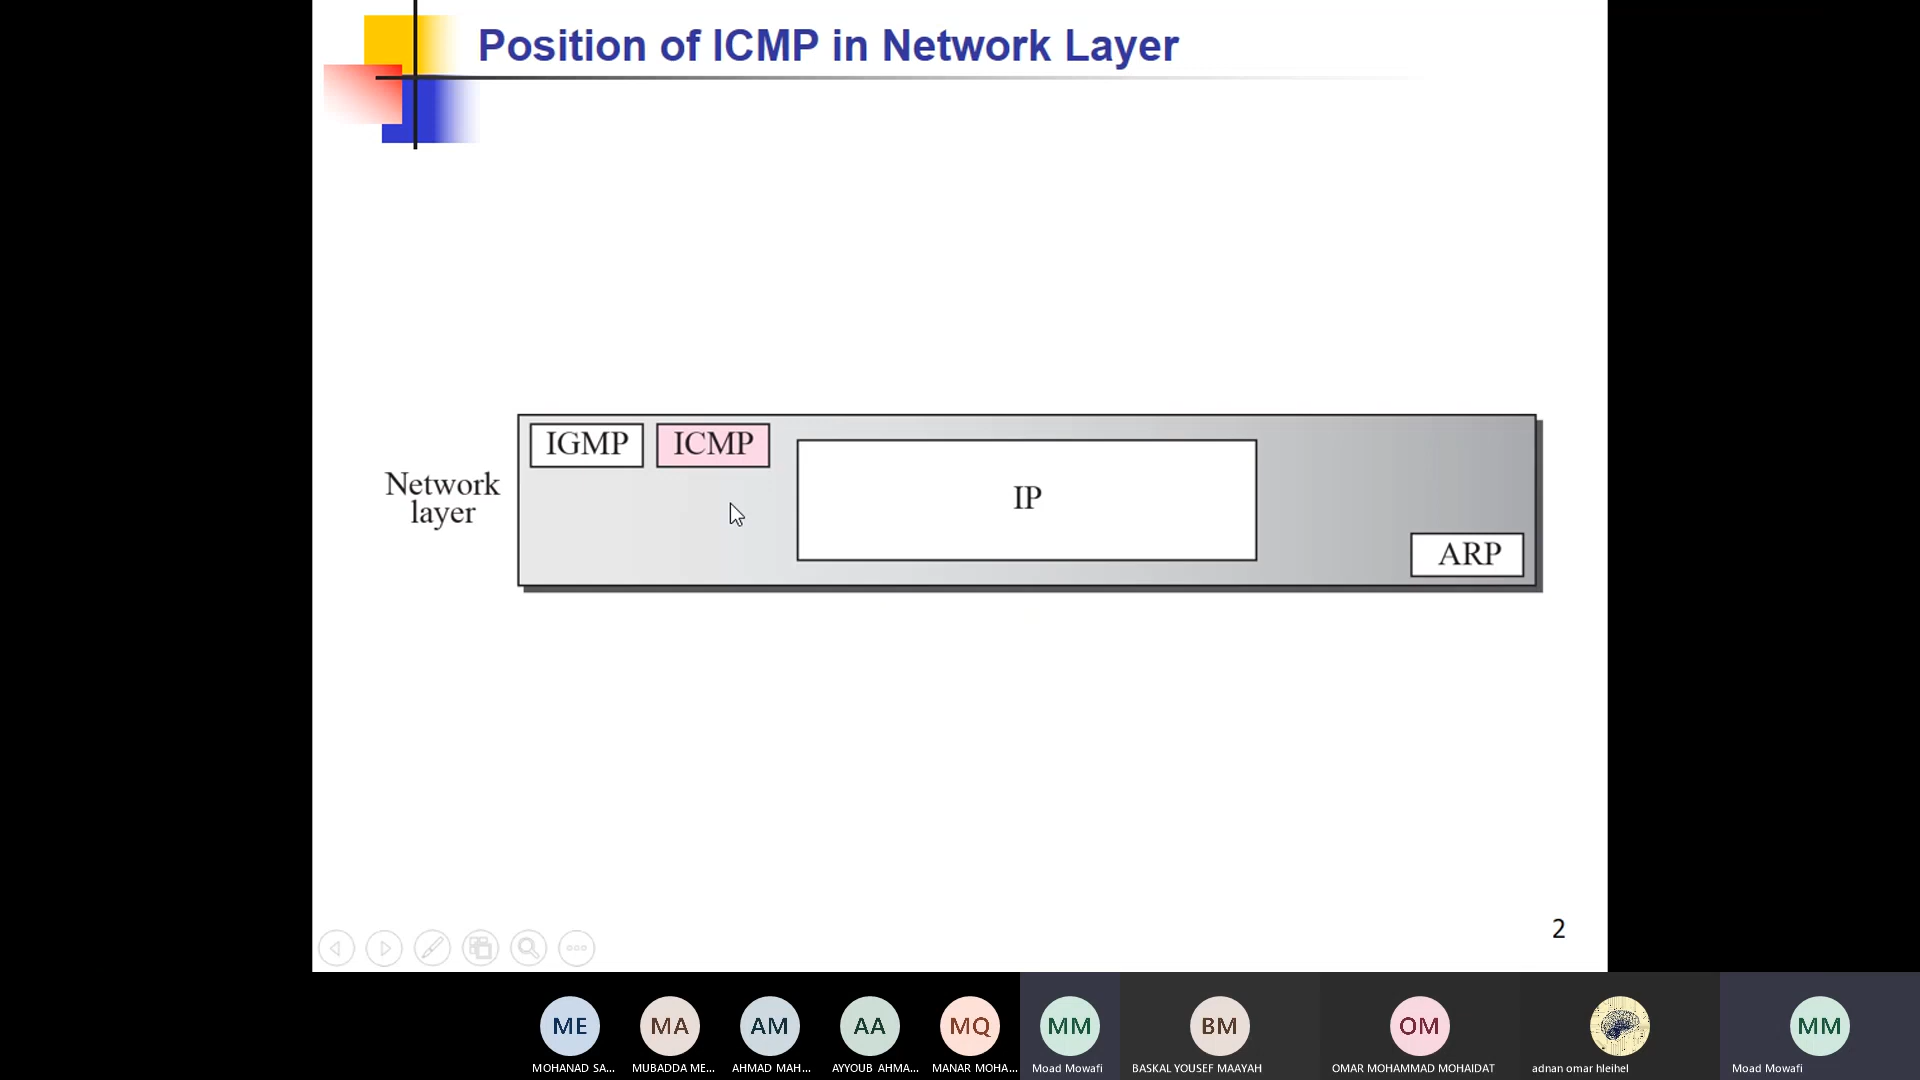 Position of ICMP in Network Layer
IGMP
ICMP
IP
Network
layer
ARP
2
ME
MA
AM
AA
MQ
MM
BM
OM
MM
MOHANAD SA...
MUBADDA ME...
AHMAD MAH...
AYYOUB AHMA...
MANAR MOHA...
Moad Mowafi
BASKAL YOUSEF MAAYAH
OMAR MOHAMMAD MOHAIDAT
adnan omar hleihel
Moad Mowafi